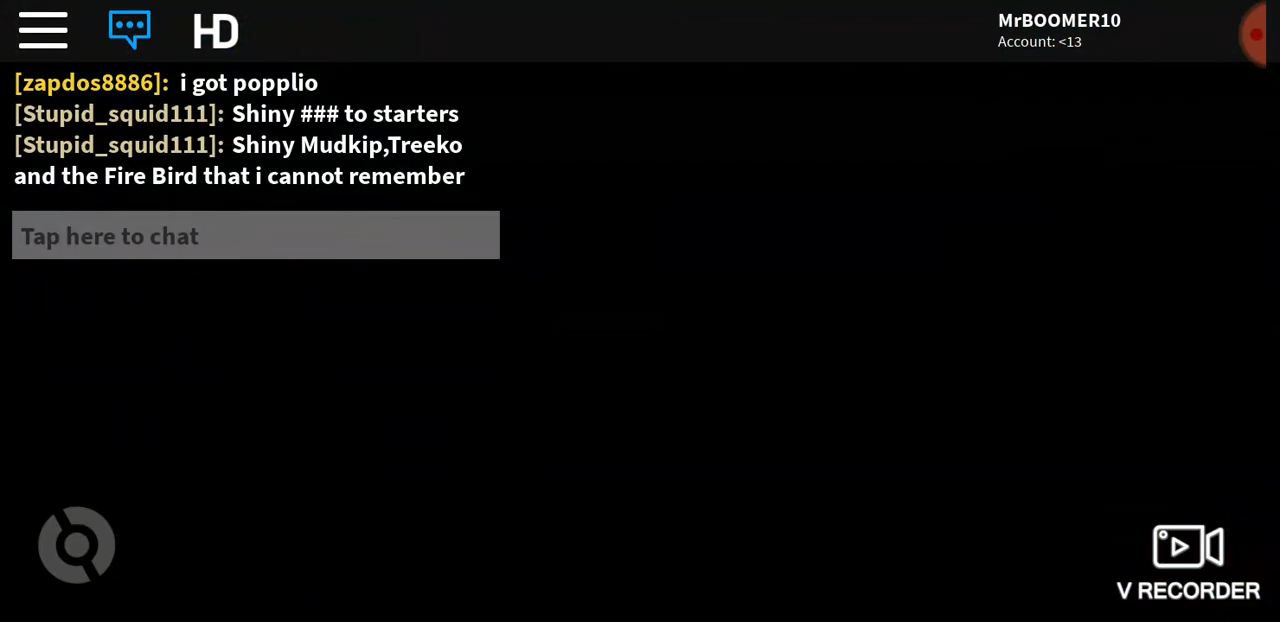 HD
MrBOOMER10
Account: <13
[zapdos8886]: i got popplio
[Stupid_squid111]: Shiny ### to starters
[Stupid_squid111]: Shiny Mudkip,Treeko
and the Fire Bird that i cannot remember
Tap here to chat
V RECORDER